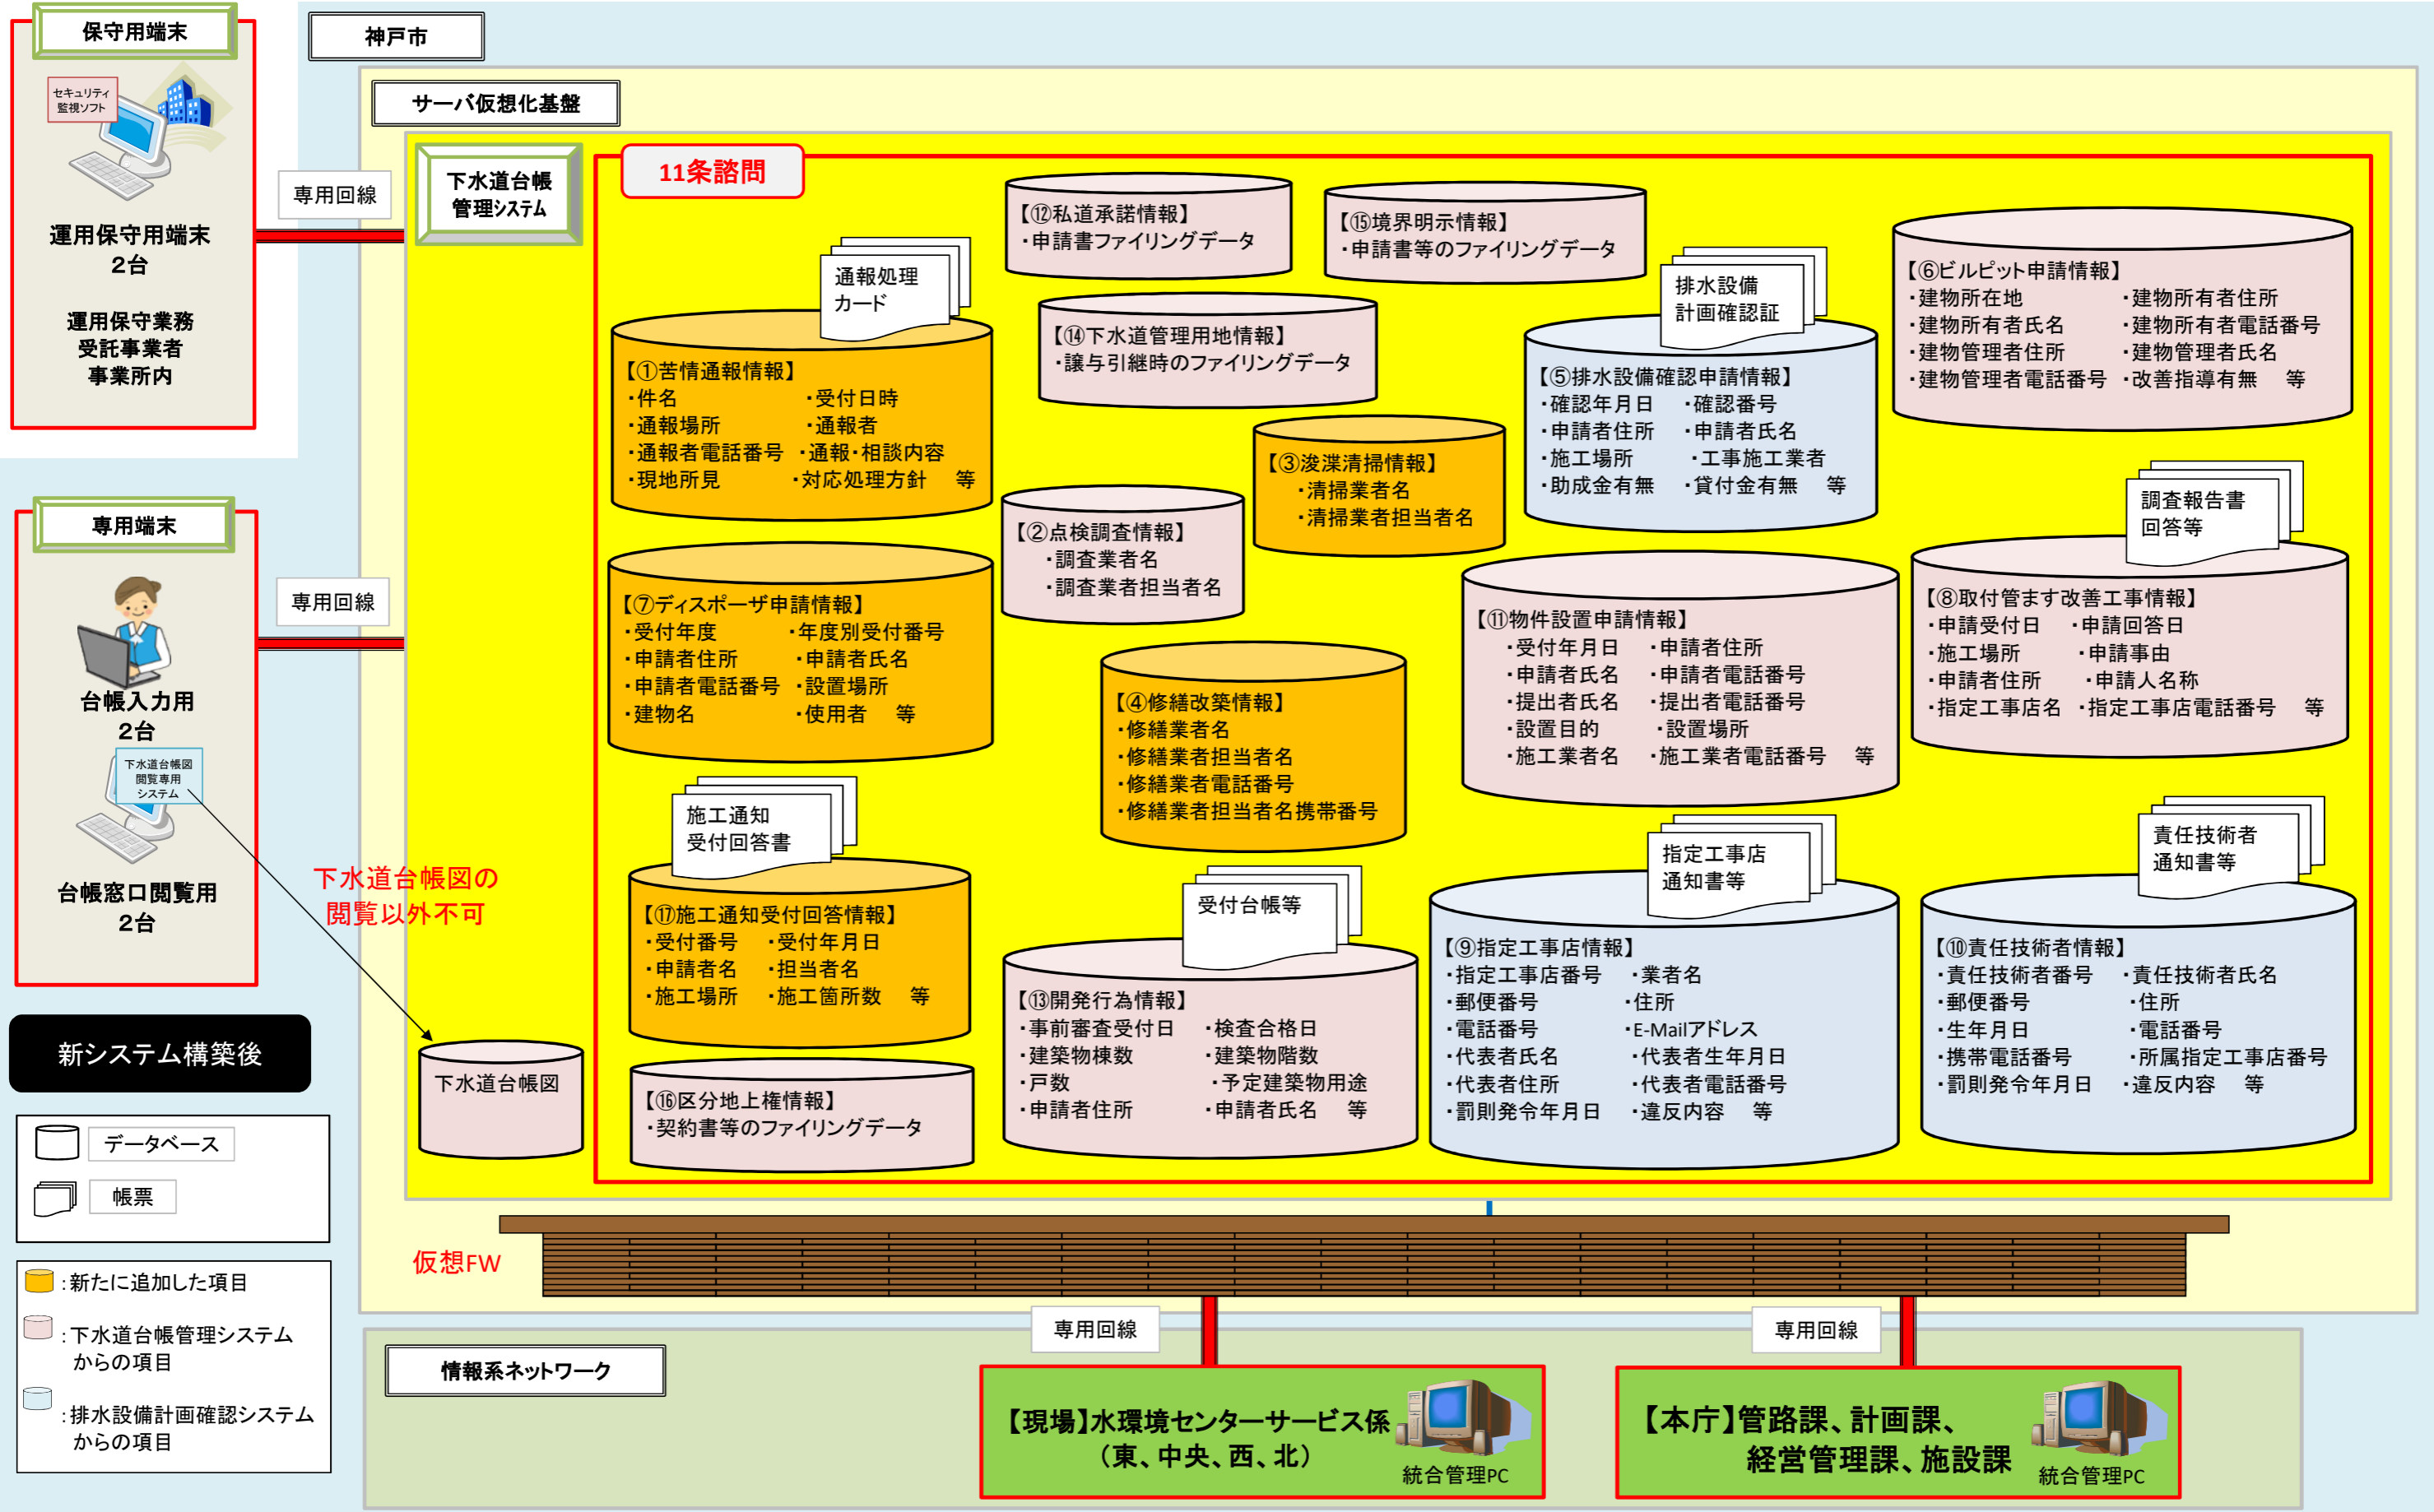 保守用端末
セキュリティ
監視ソフト
運用保守用端末
2台
運用保守業務
受託事業者
事業所内
専用回線
専用端末
台帳入力用
2台
下水道台帳図
閲覧専用
システム
台帳窓口閲覧用
2台
専用回線
下水道台帳図の
閲覧以外不可
新システム構築後
データベース
帳票
:新たに追加した項目
:下水道台帳管理システム
からの項目
:排水設備計画確認システム
からの項目
神戸市
サーバ仮想化基盤
下水道台帳
管理システム
11条諮問
下水道台帳図
通報処理
カード
【①苦情通報情報】
・件名 ・受付日時
・通報場所 ・通報者
・通報者電話番号 ・通報・相談内容
・現地所見 ・対応処理方針 等
【⑦ディスポーザ申請情報】
・受付年度 ・年度別受付番号
・申請者住所 ・申請者氏名
・申請者電話番号 ・設置場所
・建物名 ・使用者 等
施工通知
受付回答書
【⑰施工通知受付回答情報】
・受付番号 ・受付年月日
・申請者名 ・担当者名
・施工場所 ・施工箇所数 等
【⑯区分地上権情報】
・契約書等のファイリングデータ
【⑫私道承諾情報】
・申請書ファイリングデータ
【⑭下水道管理用地情報】
・譲与引継時のファイリングデータ
【②点検調査情報】
・調査業者名
・調査業者担当者名
【③浚渫清掃情報】
・清掃業者名
・清掃業者担当者名
【④修繕改築情報】
・修繕業者名
・修繕業者担当者名
・修繕業者電話番号
・修繕業者担当者名携帯番号
受付台帳等
【⑬開発行為情報】
・事前審査受付日 ・検査合格日
・建築物棟数 ・建築物階数
・戸数 ・予定建築物用途
・申請者住所 ・申請者氏名 等
【⑮境界明示情報】
・申請書等のファイリングデータ
排水設備
計画確認証
【⑤排水設備確認申請情報】
・確認年月日 ・確認番号
・申請者住所 ・申請者氏名
・施工場所 ・工事施工業者
・助成金有無 ・貸付金有無 等
【⑪物件設置申請情報】
・受付年月日 ・申請者住所
・申請者氏名 ・申請者電話番号
・提出者氏名 ・提出者電話番号
・設置目的 ・設置場所
・施工業者名 ・施工業者電話番号 等
指定工事店
通知書等
【⑨指定工事店情報】
・指定工事店番号 ・業者名
・郵便番号 ・住所
・電話番号 ・E-Mailアドレス
・代表者氏名 ・代表者生年月日
・代表者住所 ・代表者電話番号
・罰則発令年月日 ・違反内容 等
【⑥ビルピット申請情報】
・建物所在地 ・建物所有者住所
・建物所有者氏名 ・建物所有者電話番号
・建物管理者住所 ・建物管理者氏名
・建物管理者電話番号 ・改善指導有無 等
調査報告書
回答等
【⑧取付管ます改善工事情報】
・申請受付日 ・申請回答日
・施工場所 ・申請事由
・申請者住所 ・申請人名称
・指定工事店名 ・指定工事店電話番号 等
責任技術者
通知書等
【⑩責任技術者情報】
・責任技術者番号 ・責任技術者氏名
・郵便番号 ・住所
・生年月日 ・電話番号
・携帯電話番号 ・所属指定工事店番号
・罰則発令年月日 ・違反内容 等
仮想FW
専用回線
専用回線
情報系ネットワーク
【現場】水環境センターサービス係
(東、中央、西、北)
統合管理PC
【本庁】管路課、計画課、
経営管理課、施設課
統合管理PC